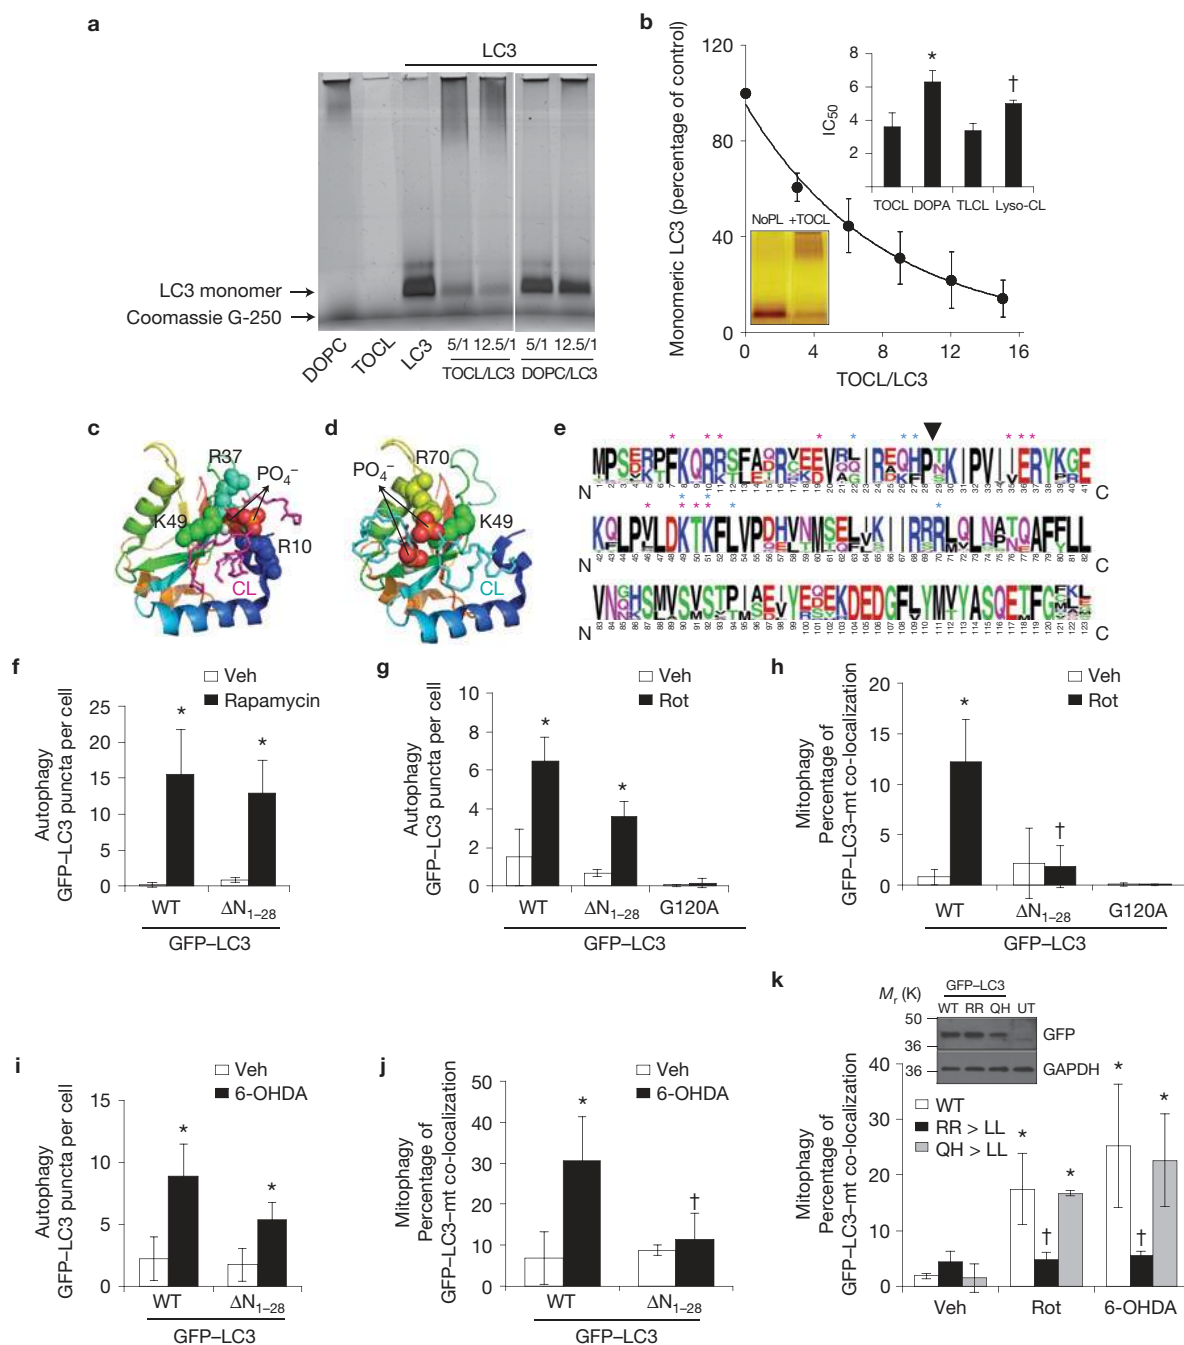 a
LC3
LC3 monomer
Coomassie G-250
DOPC
TOCL
LC3
5/1 12.5/1
TOCL/LC3
5/1 12.5/1
DOPC/LC3
b
Monomeric LC3 (percentage of control)
120
80
40
0
0 4 8 12 16
TOCL/LC3
NoPL +TOCL
IC50
8
6
4
2
* †
TOCL DOPA TLCL Lyso-CL
c
R37
PO4−
K49
R10
CL
d
R70
PO4−
K49
CL
e
N
C
N
C
N
C
f
Veh
Rapamycin
Autophagy
GFP–LC3 puncta per cell
25
20
15
10
5
0
* *
WT ΔN1–28
GFP–LC3
g
Veh
Rot
Autophagy
GFP–LC3 puncta per cell
10
8
6
4
2
0
* *
WT ΔN1–28 G120A
GFP–LC3
h
Veh
Rot
Mitophagy
Percentage of
GFP–LC3–mt co-localization
20
15
10
5
0
* †
WT ΔN1–28 G120A
GFP–LC3
i
Veh
6-OHDA
Autophagy
GFP–LC3 puncta per cell
15
10
5
0
* *
WT ΔN1–28
GFP–LC3
j
Veh
6-OHDA
Mitophagy
Percentage of
GFP–LC3–mt co-localization
50
40
30
20
10
0
* †
WT ΔN1–28
GFP–LC3
k
GFP–LC3
Mr (K) WT RR QH UT
50
36
GFP
36
GAPDH
WT
RR > LL
QH > LL
Mitophagy
Percentage of
GFP–LC3–mt co-localization
40
30
20
10
0
* † * * † *
Veh Rot 6-OHDA